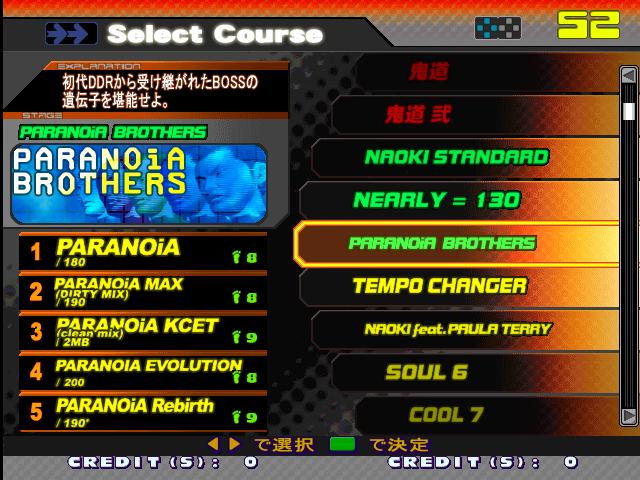 Select Course
52
EXPLANATION
初代DDRから受け継がれたBOSSの
遺伝子を堪能せよ。
STAGE
PARANOiA BROTHERS
PARANOiA
BROTHERS
1 PARANOiA
/ 180
8
2 PARANOiA MAX
(DIRTY MIX)
/ 190
8
3 PARANOiA KCET
(clean mix)
/ 2MB
9
4 PARANOiA EVOLUTION
/ 200
8
5 PARANOiA Rebirth
/ 190*
9
鬼道
鬼道 弐
NAOKI STANDARD
NEARLY = 130
PARANOiA BROTHERS
TEMPO CHANGER
NAOKI feat. PAULA TERRY
SOUL 6
COOL 7
で選択 で決定
CREDIT(S): 0 CREDIT(S): 0